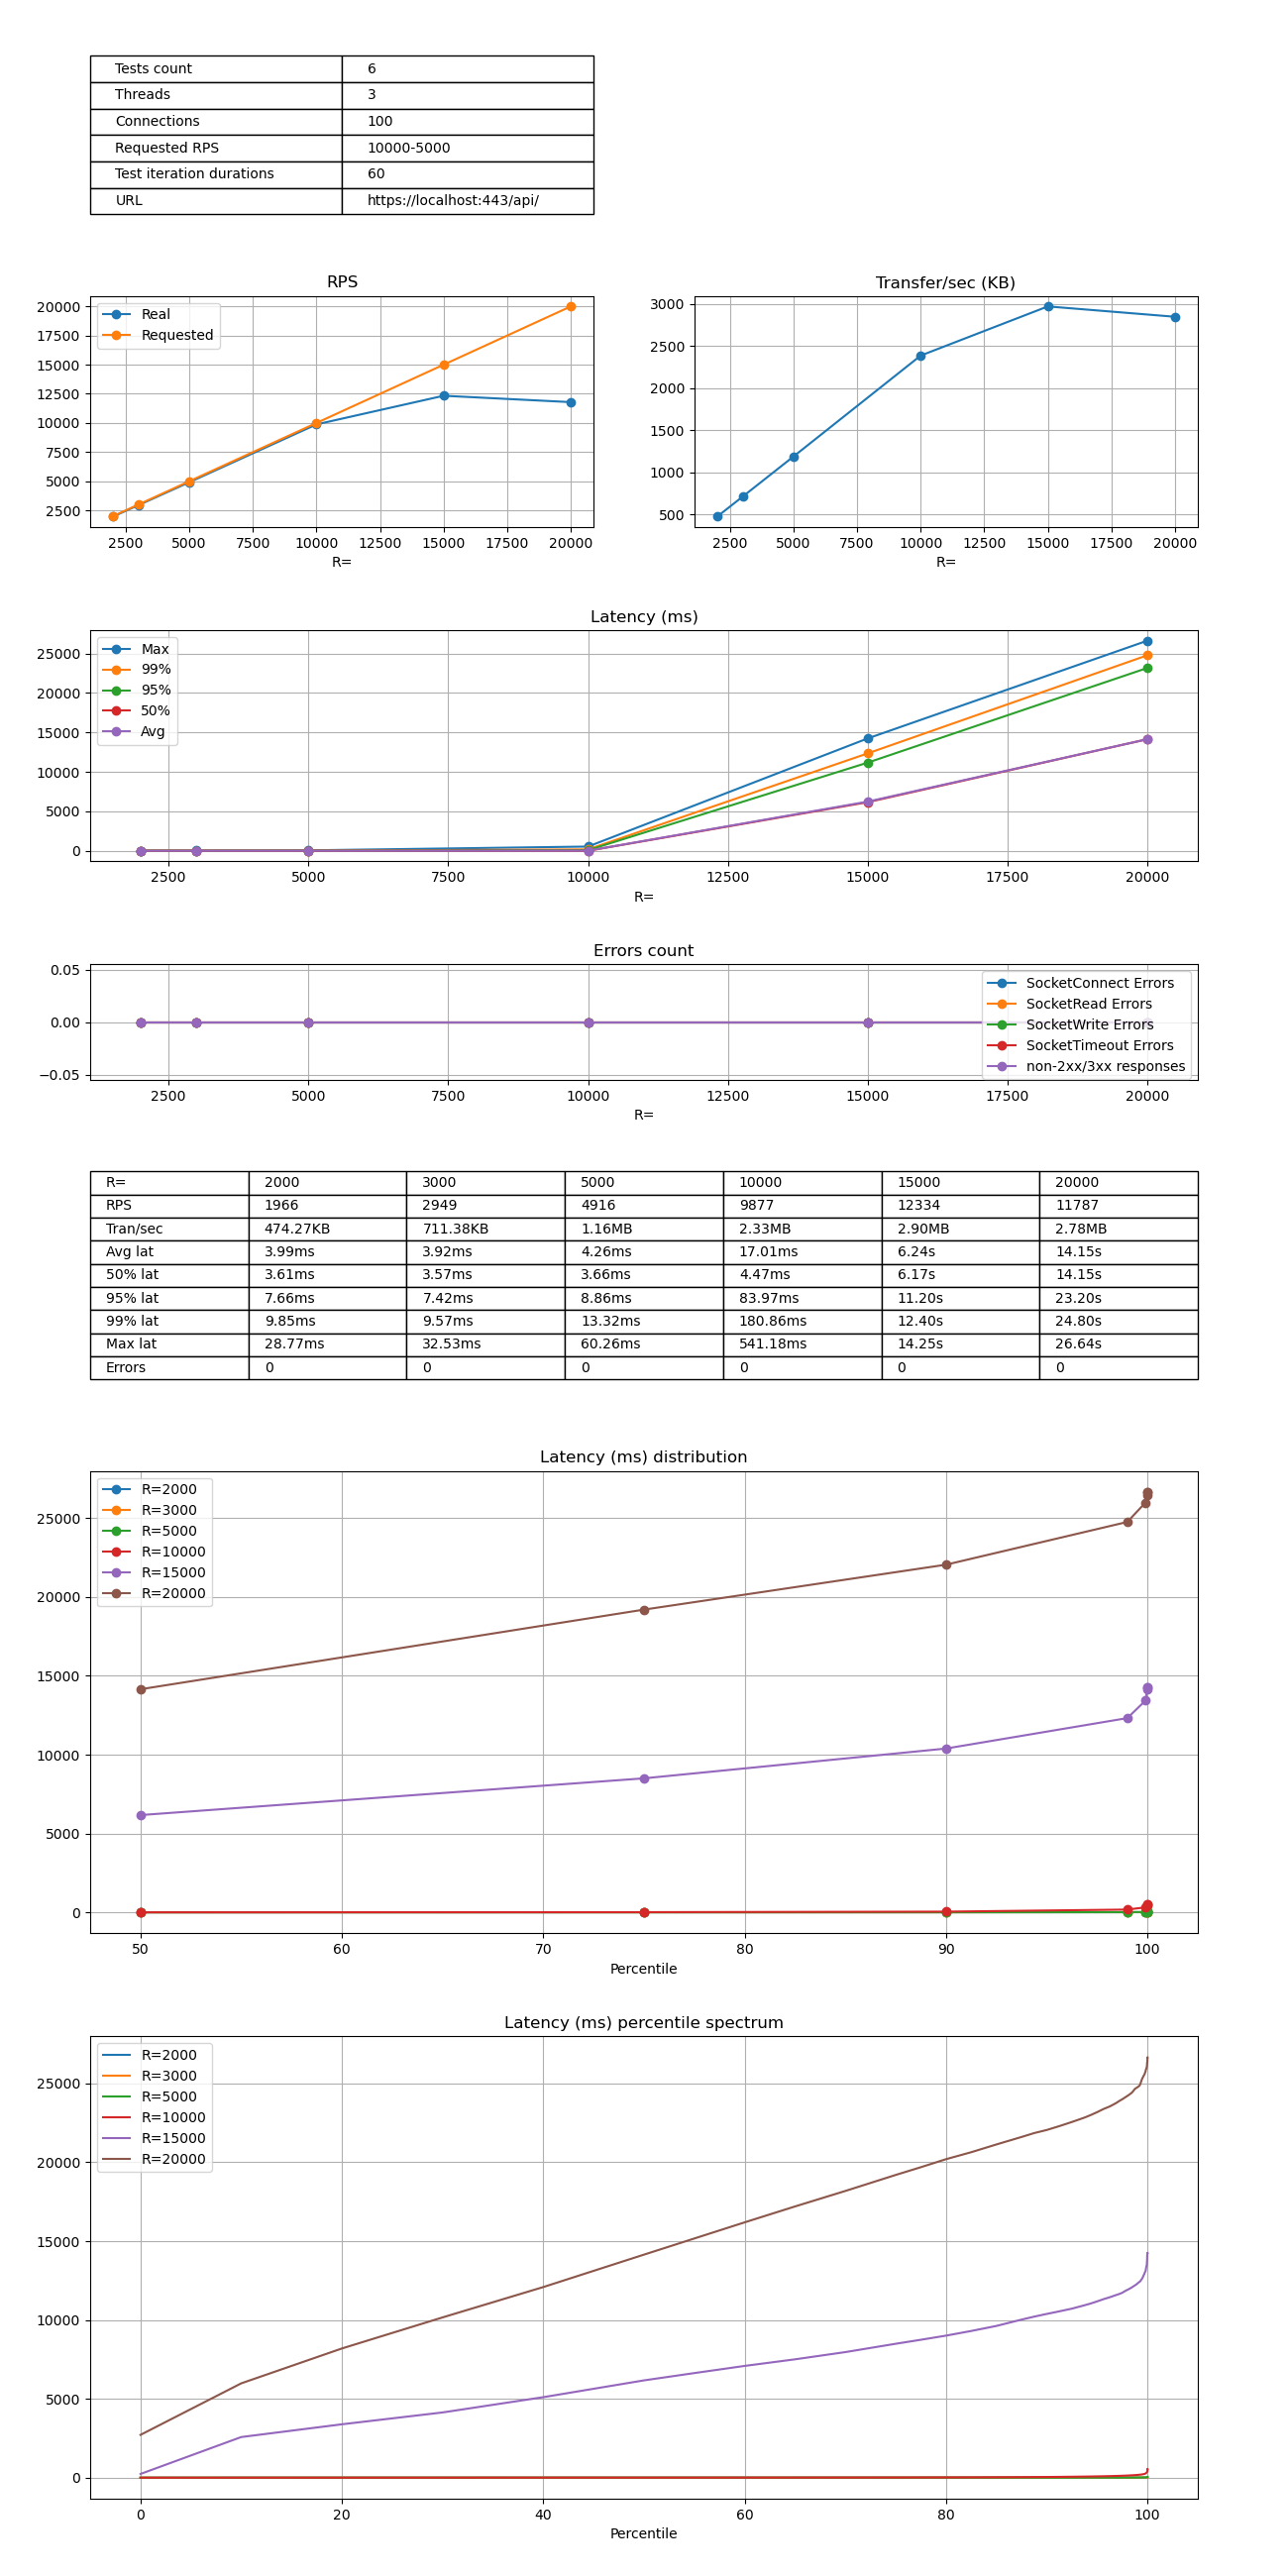 Tests count 6
Threads 3
Connections 100
Requested RPS 10000-5000
Test iteration durations 60
URL https://localhost:443/api/
RPS
Real
Requested
20000
17500
15000
12500
10000
7500
5000
2500
2500 5000 7500 10000 12500 15000 17500 20000
R=
Transfer/sec (KB)
3000
2500
2000
1500
1000
500
2500 5000 7500 10000 12500 15000 17500 20000
R=
Latency (ms)
Max
99%
95%
50%
Avg
25000
20000
15000
10000
5000
0
2500 5000 7500 10000 12500 15000 17500 20000
R=
Errors count
0.05
0.00
−0.05
SocketConnect Errors
SocketRead Errors
SocketWrite Errors
SocketTimeout Errors
non-2xx/3xx responses
2500 5000 7500 10000 12500 15000 17500 20000
R=
R= 2000 3000 5000 10000 15000 20000
RPS 1966 2949 4916 9877 12334 11787
Tran/sec 474.27KB 711.38KB 1.16MB 2.33MB 2.90MB 2.78MB
Avg lat 3.99ms 3.92ms 4.26ms 17.01ms 6.24s 14.15s
50% lat 3.61ms 3.57ms 3.66ms 4.47ms 6.17s 14.15s
95% lat 7.66ms 7.42ms 8.86ms 83.97ms 11.20s 23.20s
99% lat 9.85ms 9.57ms 13.32ms 180.86ms 12.40s 24.80s
Max lat 28.77ms 32.53ms 60.26ms 541.18ms 14.25s 26.64s
Errors 0 0 0 0 0 0
Latency (ms) distribution
R=2000
R=3000
R=5000
R=10000
R=15000
R=20000
25000
20000
15000
10000
5000
0
50 60 70 80 90 100
Percentile
Latency (ms) percentile spectrum
R=2000
R=3000
R=5000
R=10000
R=15000
R=20000
25000
20000
15000
10000
5000
0
0 20 40 60 80 100
Percentile